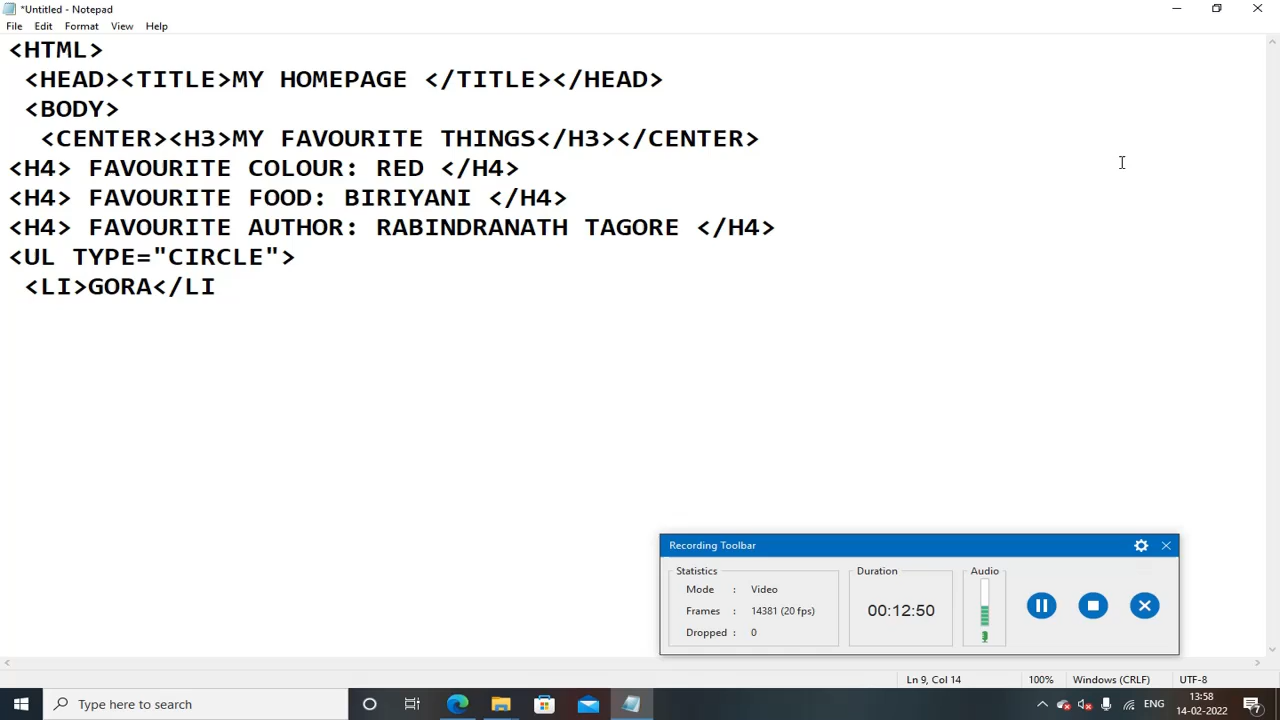 *Untitled - Notepad
File Edit Format View Help
<HTML>
<HEAD><TITLE>MY HOMEPAGE </TITLE></HEAD>
<BODY>
<CENTER><H3>MY FAVOURITE THINGS</H3></CENTER>
<H4> FAVOURITE COLOUR: RED </H4>
<H4> FAVOURITE FOOD: BIRIYANI </H4>
<H4> FAVOURITE AUTHOR: RABINDRANATH TAGORE </H4>
<UL TYPE="CIRCLE">
<LI>GORA</LI
Recording Toolbar
Statistics
Mode : Video
Frames : 14381 (20 fps)
Dropped : 0
Duration
00:12:50
Audio
Ln 9, Col 14 100% Windows (CRLF) UTF-8
Type here to search
ENG
13:58
14-02-2022
7